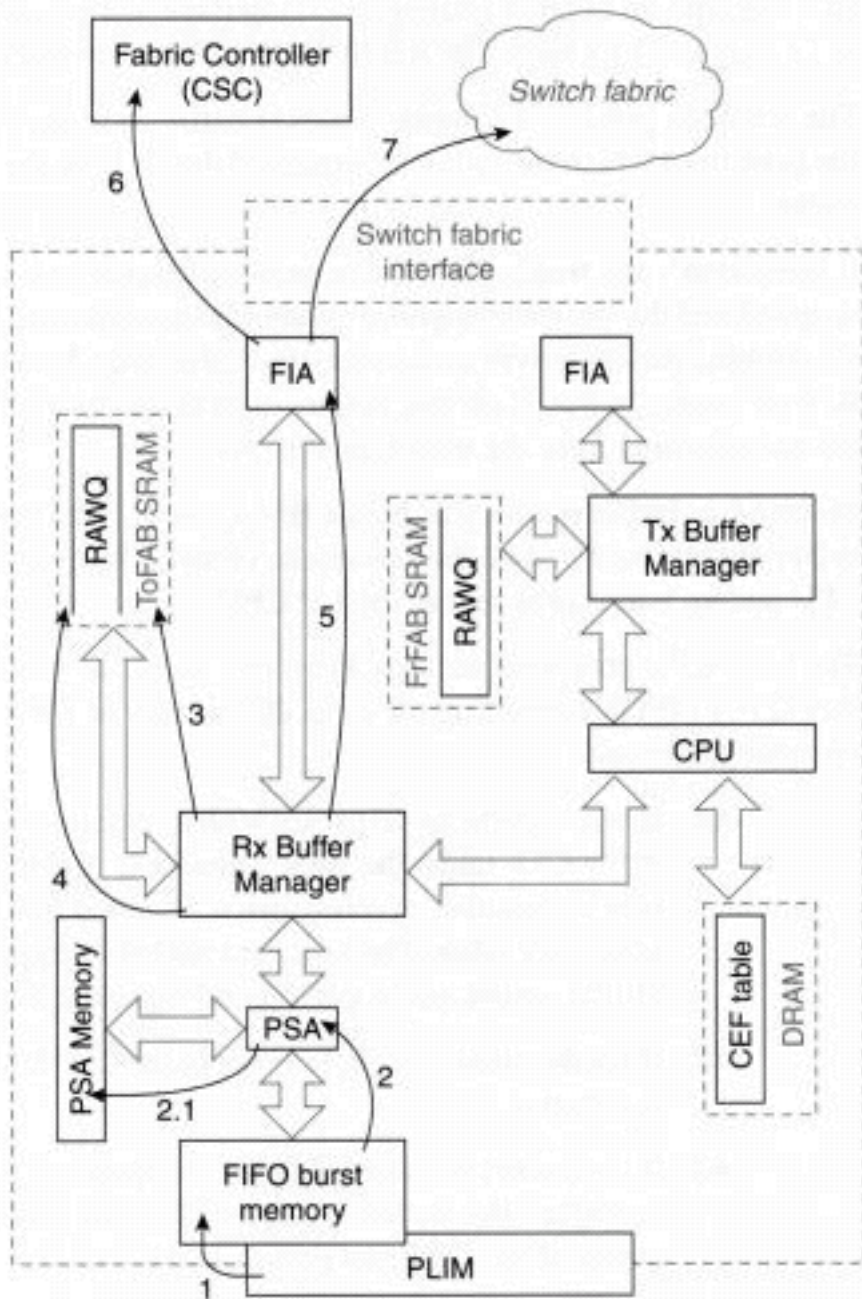 Fabric Controller
(CSC)
Switch fabric
7
6
Switch fabric
interface
FIA
FIA
RAWQ
ToFAB SRAM
5
FrFAB SRAM
RAWQ
Tx Buffer
Manager
3
CPU
Rx Buffer
Manager
4
PSA Memory
PSA
CEF table
DRAM
2
2.1
FIFO burst
memory
PLIM
1